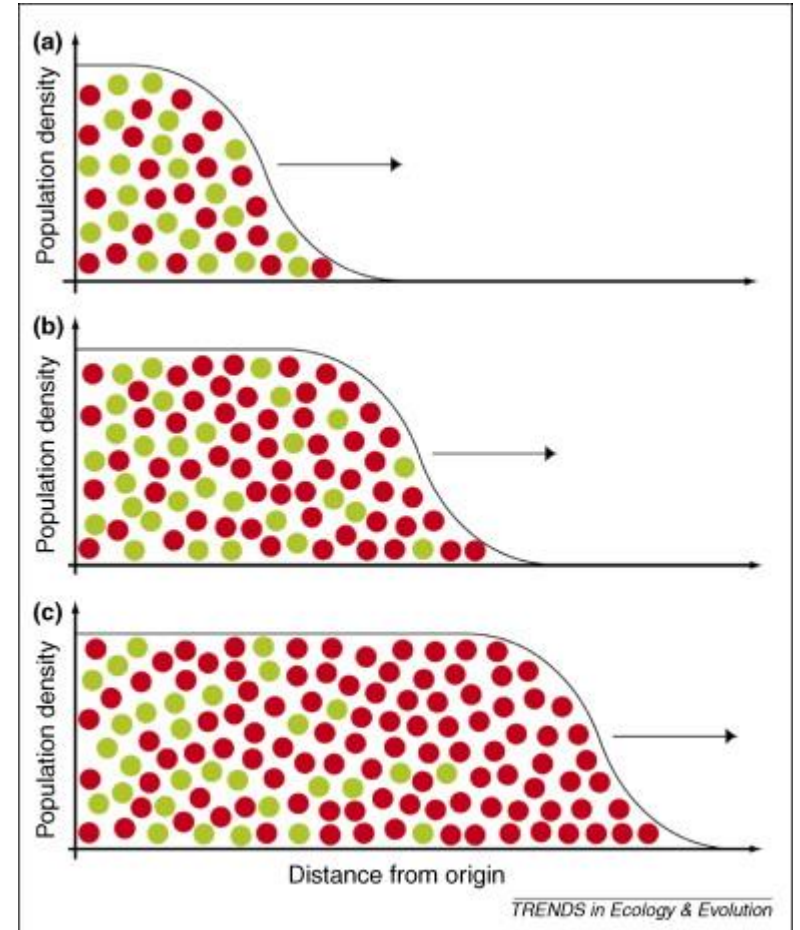 (a)
Population density
(b)
Population density
(c)
Population density
Distance from origin
TRENDS in Ecology & Evolution